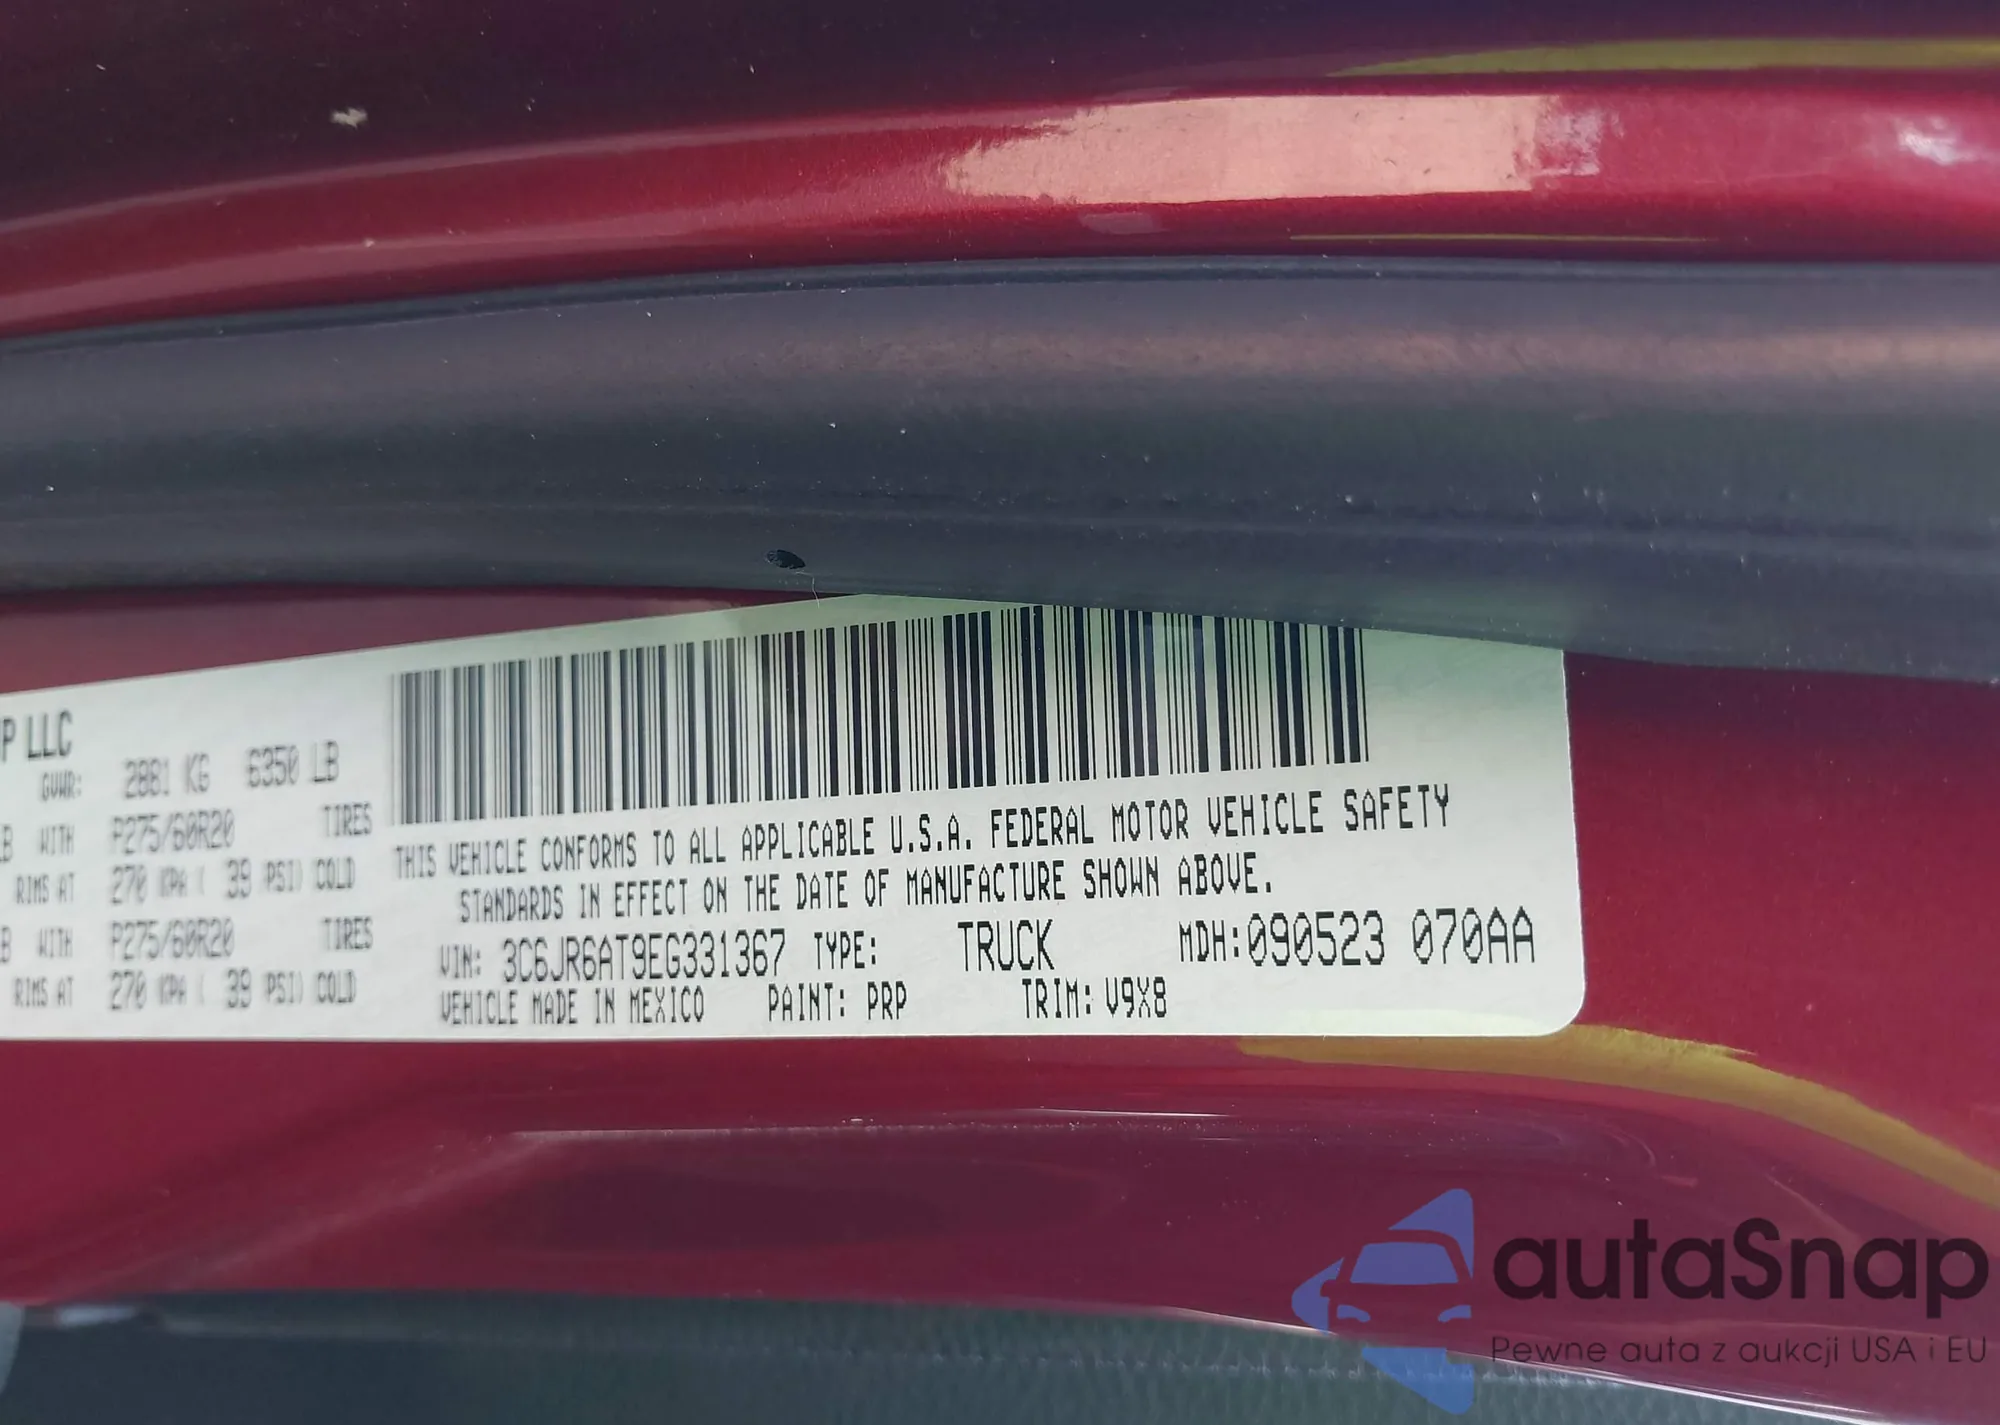 P LLC
GVWR: 2881 KG 6350 LB
B WITH P275/60R20 TIRES
RIMS AT 270 KPA ( 39 PSI) COLD
B WITH P275/60R20 TIRES
RIMS AT 270 KPA ( 39 PSI) COLD
THIS VEHICLE CONFORMS TO ALL APPLICABLE U.S.A. FEDERAL MOTOR VEHICLE SAFETY
STANDARDS IN EFFECT ON THE DATE OF MANUFACTURE SHOWN ABOVE.
VIN: 3C6JR6AT9EG331367 TYPE: TRUCK MDH:090523 070AA
VEHICLE MADE IN MEXICO PAINT: PRP TRIM: V9X8
autaSnap
Pewne auta z aukcji USA i EU